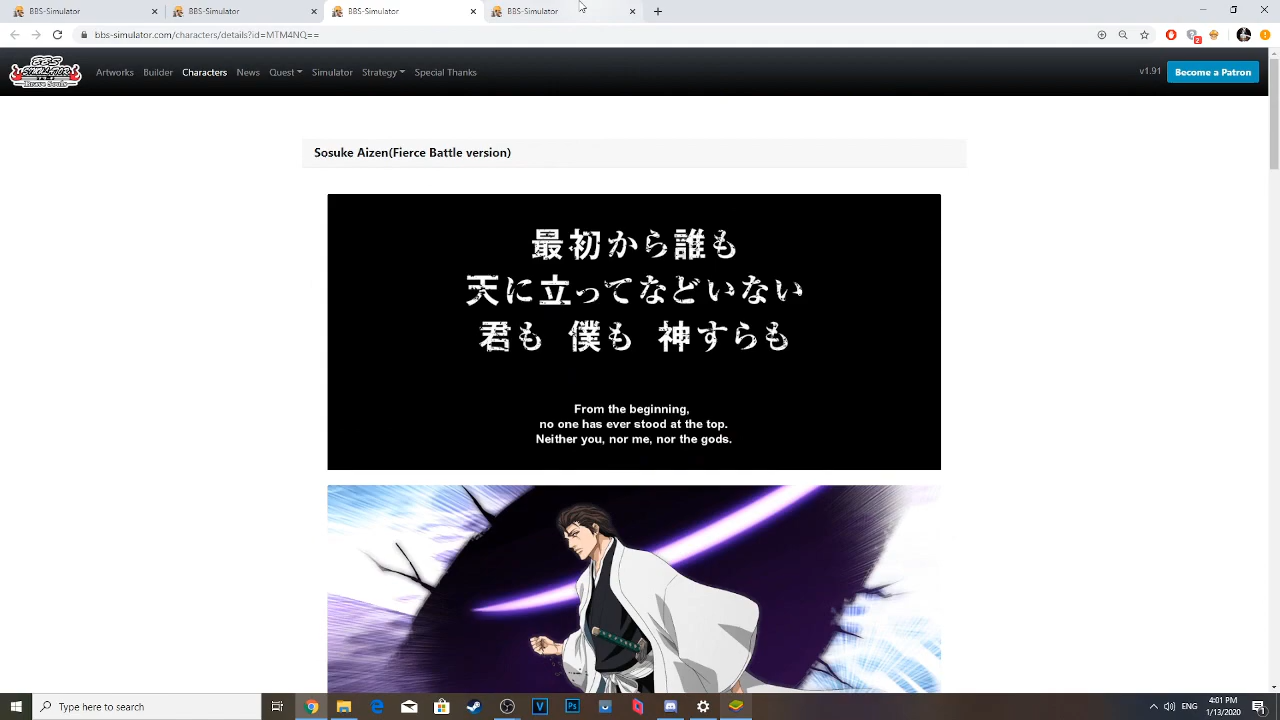 BBS-Simulator
BBS-Simulator
BBS-Simulator
BBS-Simulator
bbs-simulator.com/characters/details?id=MTM4NQ==
2
Artworks Builder Characters News Quest Simulator Strategy Special Thanks
v1.91 Become a Patron
Sosuke Aizen(Fierce Battle version)
最初から誰も
天に立ってなどいない
君も 僕も 神すらも
From the beginning,
no one has ever stood at the top.
Neither you, nor me, nor the gods.
Type here to search
ENG
4:01 PM
1/13/2020